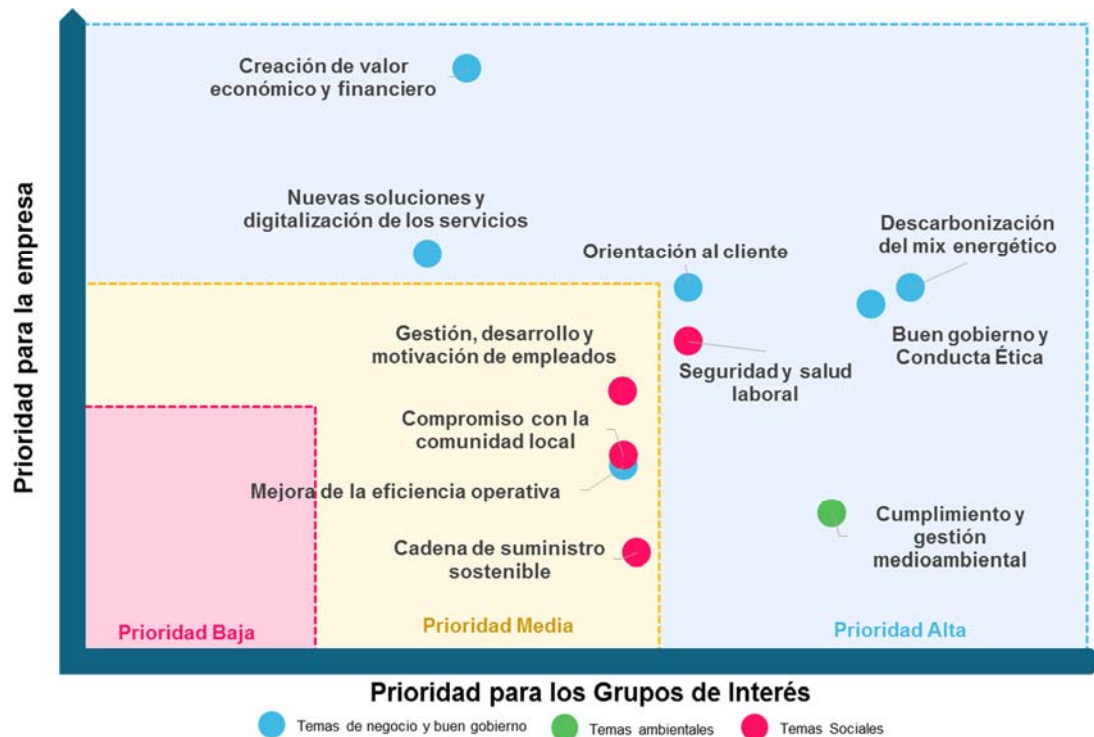 Creación de valor
económico y financiero
Nuevas soluciones y
digitalización de los servicios
Descarbonización
del mix energético
Orientación al cliente
Gestión, desarrollo y
motivación de empleados
Buen gobierno y
Conducta Ética
Seguridad y salud
laboral
Compromiso con la
comunidad local
Mejora de la eficiencia operativa
Cadena de suministro
sostenible
Cumplimiento y
gestión
medioambiental
Prioridad Baja
Prioridad Media
Prioridad Alta
Prioridad para la empresa
Prioridad para los Grupos de Interés
Temas de negocio y buen gobierno
Temas ambientales
Temas Sociales